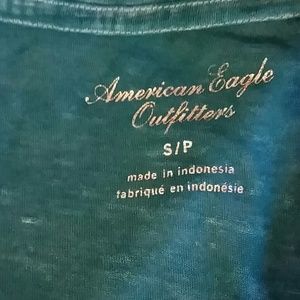 American Eagle
Outfitters
S/P
made in indonesia
fabriqué en indonésie